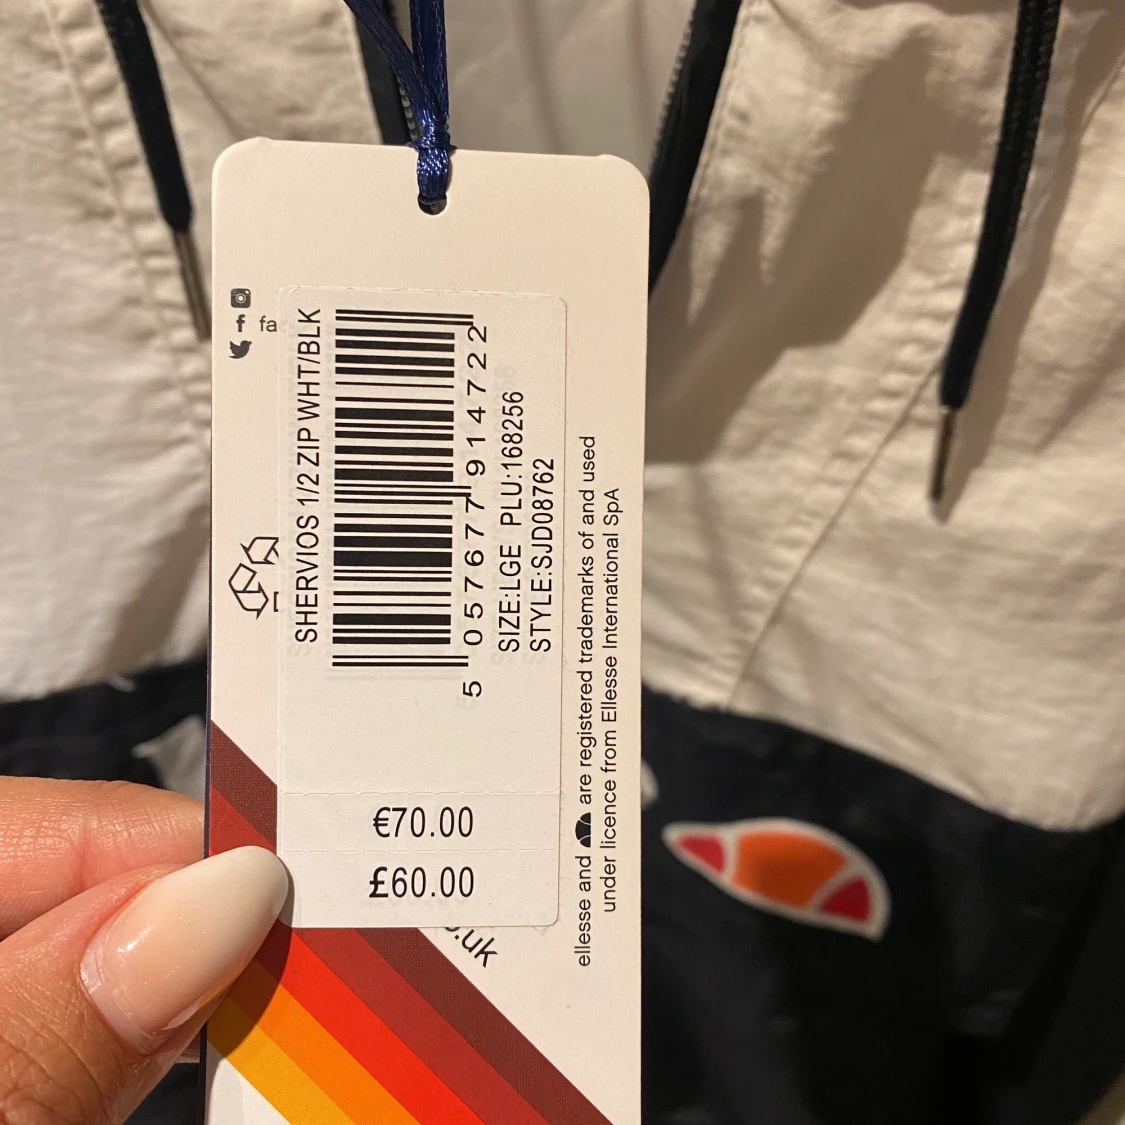 fa
SHERVIOS 1/2 ZIP WHT/BLK
5 057677 914722
SIZE:LGE PLU:168256
STYLE:SJD08762
€70.00
£60.00
.uk
ellesse and are registered trademarks of and used
under licence from Ellesse International SpA